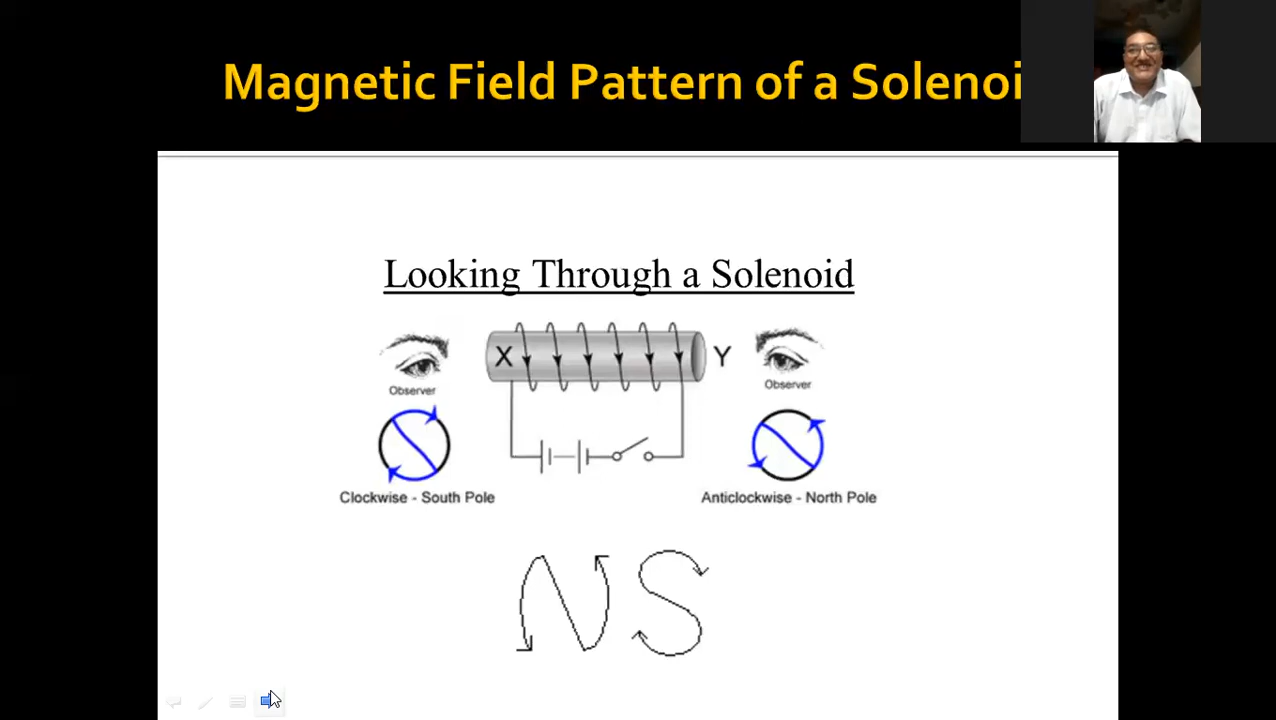 Magnetic Field Pattern of a Solenoi
Looking Through a Solenoid
X
Y
Observer
Observer
Clockwise - South Pole
Anticlockwise - North Pole
N S